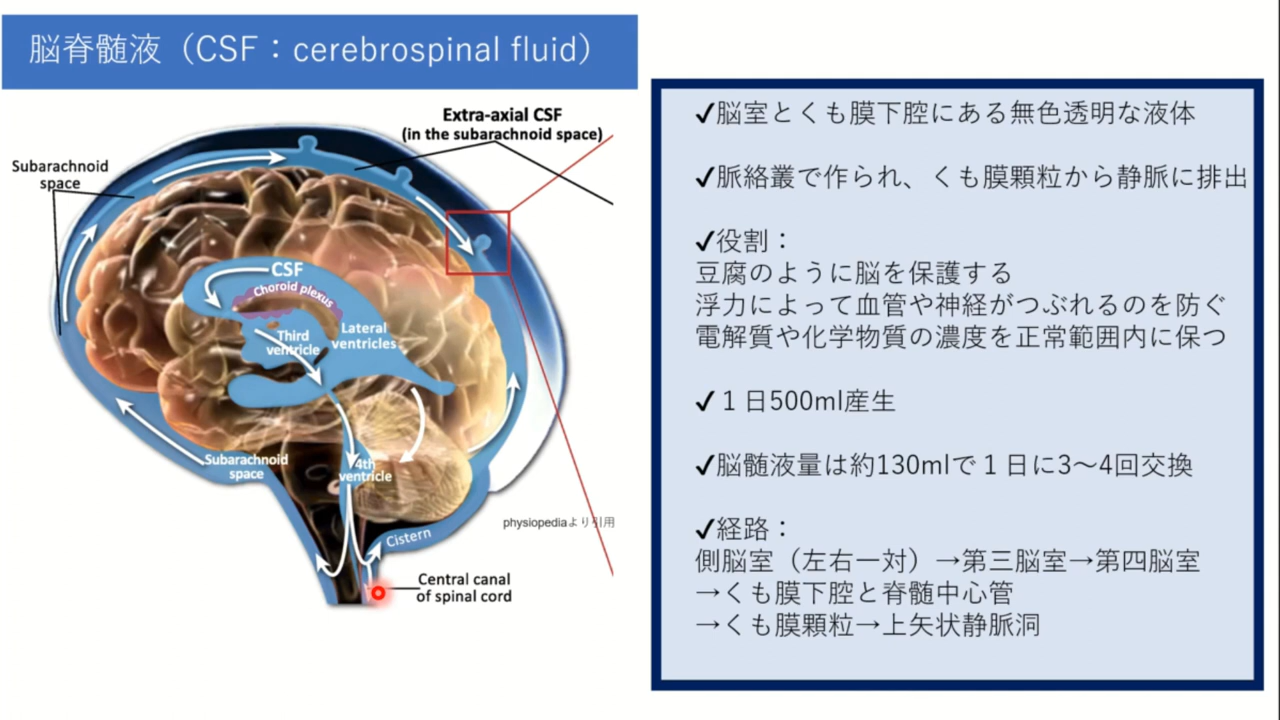 脳脊髄液（CSF：cerebrospinal fluid）
Extra-axial CSF
(in the subarachnoid space)
Subarachnoid
space
CSF
Choroid plexus
Third
ventricle
Lateral
ventricles
Subarachnoid
space
4th
ventricle
physiopediaより引用
Cistern
Central canal
of spinal cord
✓脳室とくも膜下腔にある無色透明な液体
✓脈絡叢で作られ、くも膜顆粒から静脈に排出
✓役割：
豆腐のように脳を保護する
浮力によって血管や神経がつぶれるのを防ぐ
電解質や化学物質の濃度を正常範囲内に保つ
✓１日500ml産生
✓脳髄液量は約130mlで１日に3～4回交換
✓経路：
側脳室（左右一対）→第三脳室→第四脳室
→くも膜下腔と脊髄中心管
→くも膜顆粒→上矢状静脈洞